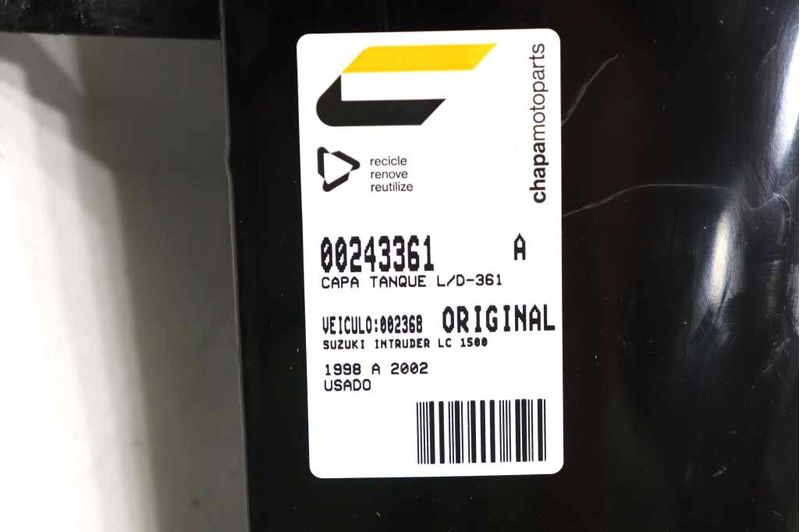 chapamotoparts
recicle
renove
reutilize
00243361 A
CAPA TANQUE L/D-361
VEICULO:002368 ORIGINAL
SUZUKI INTRUDER LC 1500
1998 A 2002
USADO